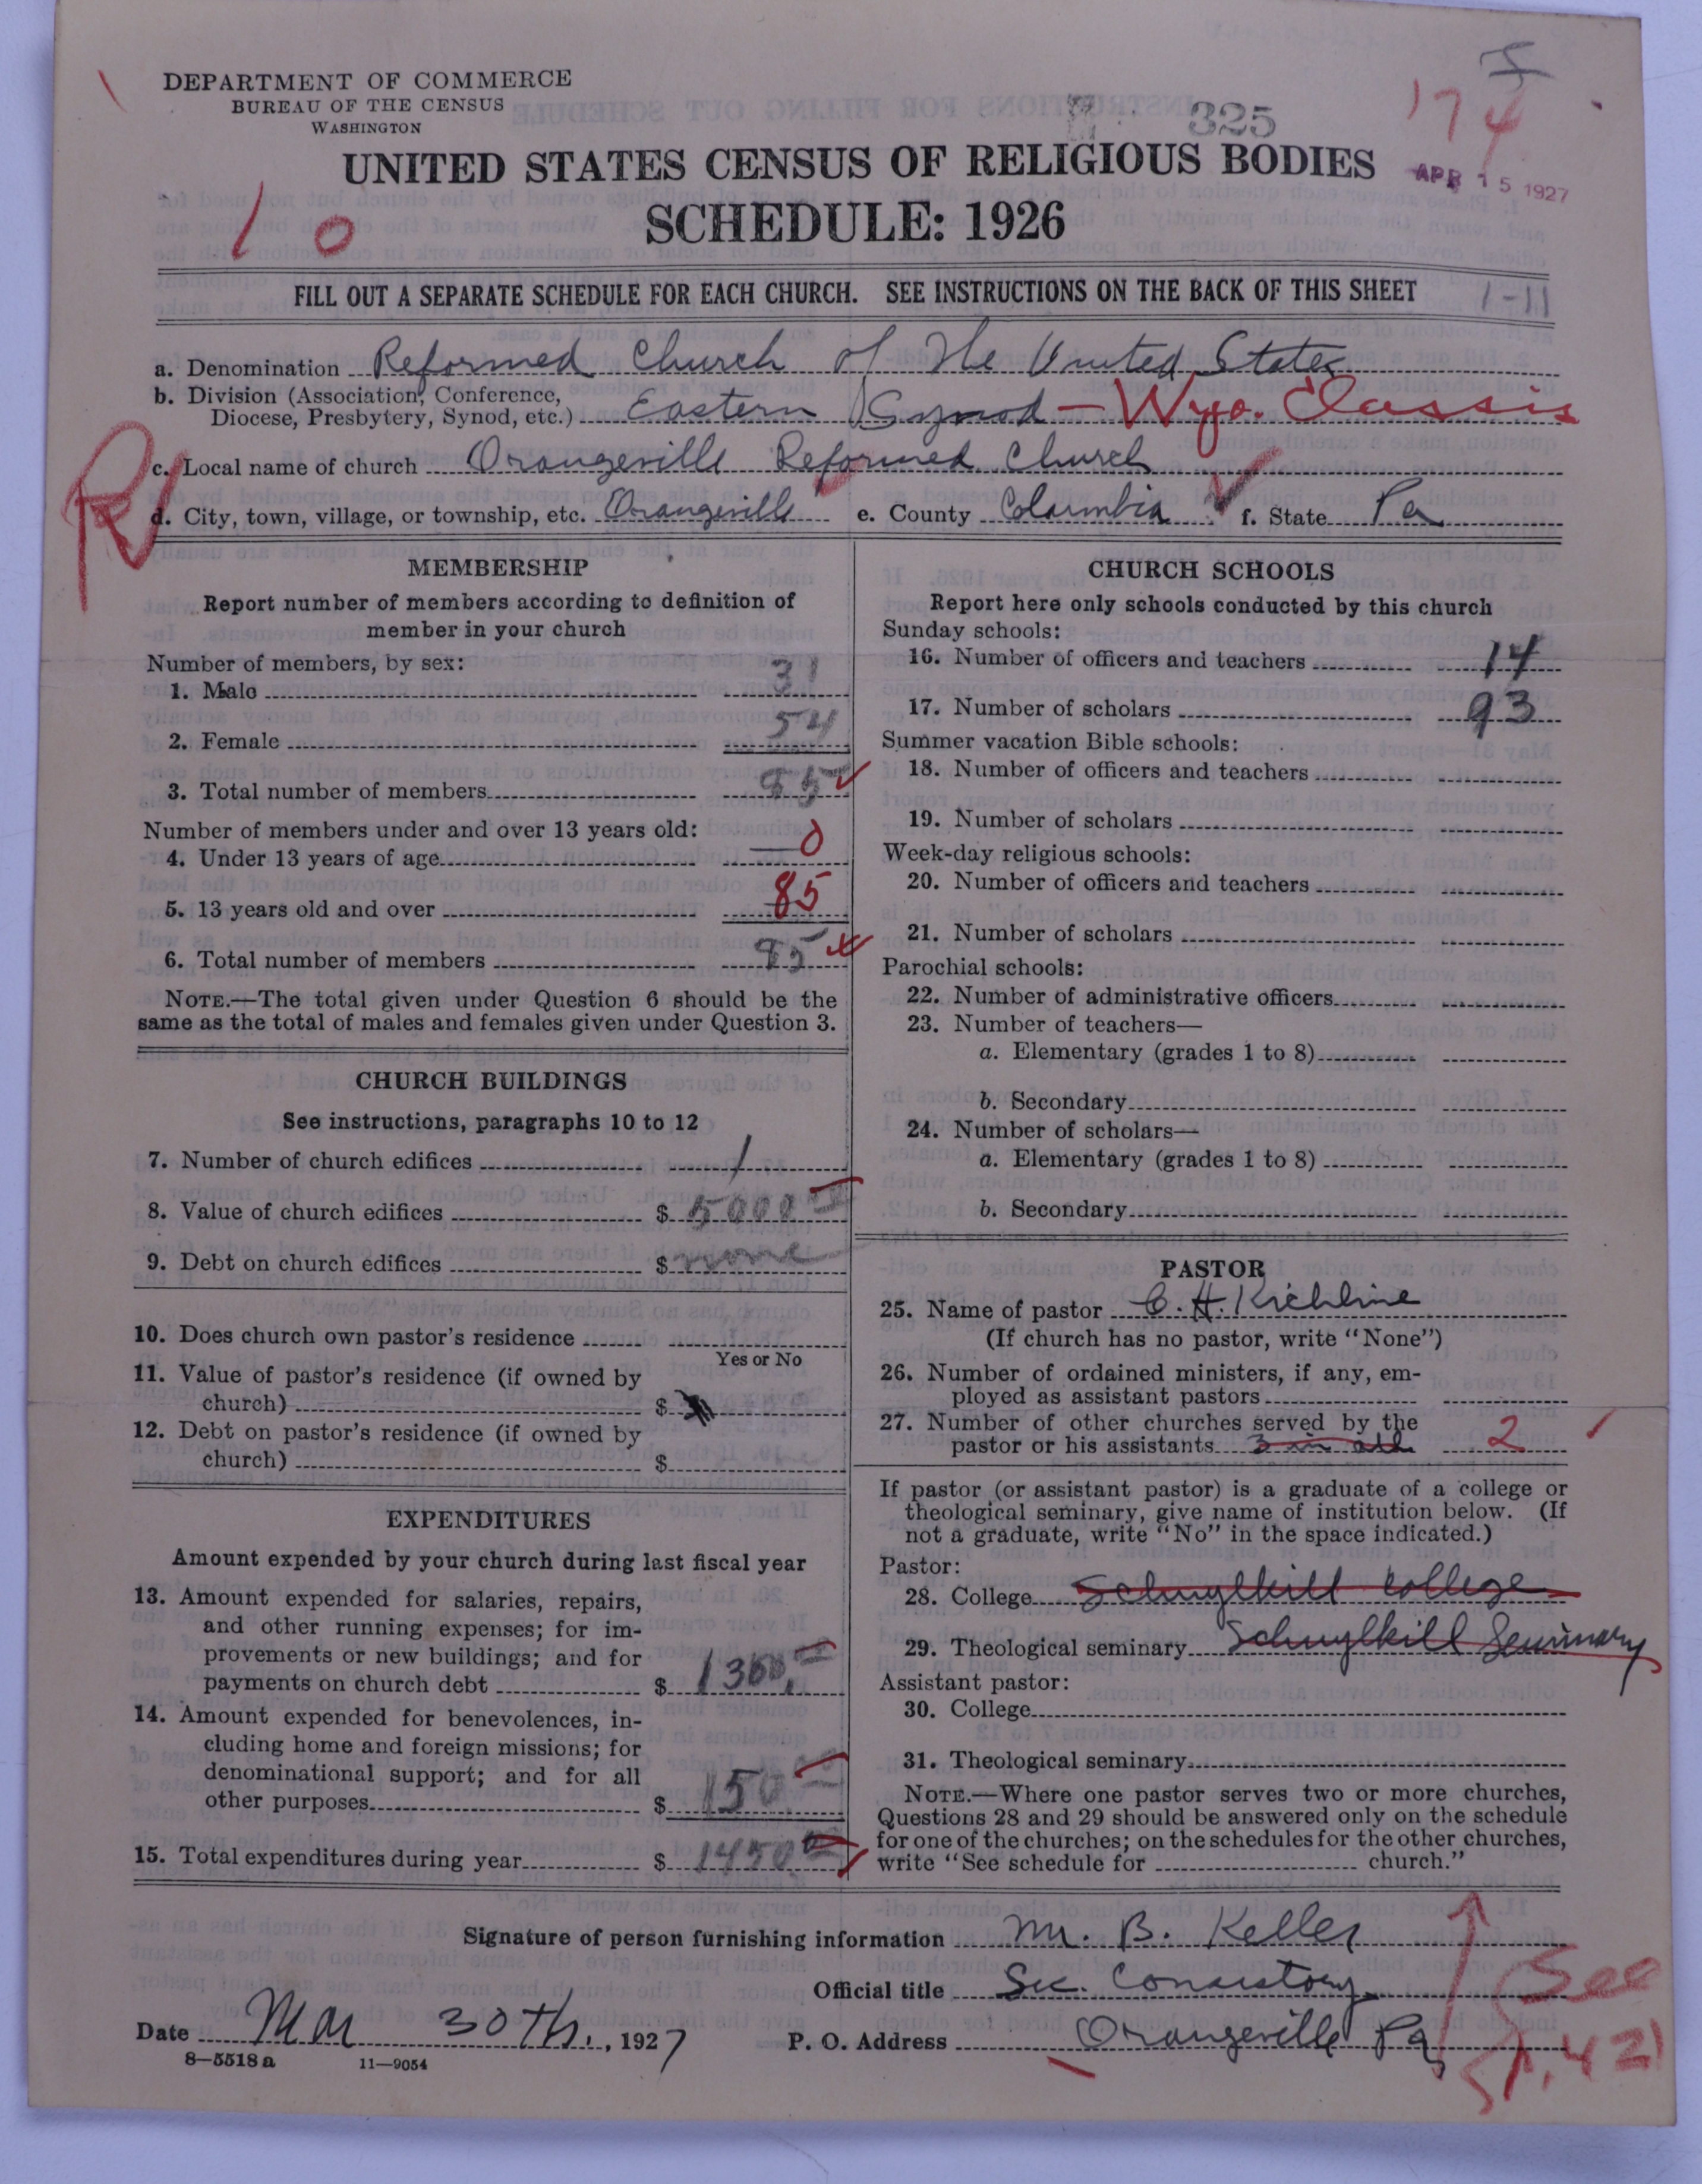 DEPARTMENT OF COMMERCE
BUREAU OF THE CENSUS
WASHINGTON
325
174
APR 15 1927
UNITED STATES CENSUS OF RELIGIOUS BODIES
SCHEDULE: 1926
10
FILL OUT A SEPARATE SCHEDULE FOR EACH CHURCH. SEE INSTRUCTIONS ON THE BACK OF THIS SHEET
1-11
a. Denomination Reformed Church of The United States
b. Division (Association, Conference,
Diocese, Presbytery, Synod, etc.) Eastern Synod - Wyo. Classis
c. Local name of church Orangeville Reformed Church
d. City, town, village, or township, etc. Orangeville e. County Columbia f. State Pa
MEMBERSHIP
Report number of members according to definition of
member in your church
Number of members, by sex:
1. Male 31
2. Female 54
3. Total number of members 85
Number of members under and over 13 years old:
4. Under 13 years of age 0
5. 13 years old and over 85
6. Total number of members 85
NOTE.—The total given under Question 6 should be the
same as the total of males and females given under Question 3.
CHURCH BUILDINGS
See instructions, paragraphs 10 to 12
7. Number of church edifices 1
8. Value of church edifices $ 5000
9. Debt on church edifices $ none
10. Does church own pastor's residence
Yes or No
11. Value of pastor's residence (if owned by
church) $
12. Debt on pastor's residence (if owned by
church) $
EXPENDITURES
Amount expended by your church during last fiscal year
13. Amount expended for salaries, repairs,
and other running expenses; for im-
provements or new buildings; and for
payments on church debt $ 1300
14. Amount expended for benevolences, in-
cluding home and foreign missions; for
denominational support; and for all
other purposes $ 150
15. Total expenditures during year $ 1450
CHURCH SCHOOLS
Report here only schools conducted by this church
Sunday schools:
16. Number of officers and teachers 14
17. Number of scholars 93
Summer vacation Bible schools:
18. Number of officers and teachers
19. Number of scholars
Week-day religious schools:
20. Number of officers and teachers
21. Number of scholars
Parochial schools:
22. Number of administrative officers
23. Number of teachers—
a. Elementary (grades 1 to 8)
b. Secondary
24. Number of scholars—
a. Elementary (grades 1 to 8)
b. Secondary
PASTOR
25. Name of pastor C. H. Kichline
(If church has no pastor, write "None")
26. Number of ordained ministers, if any, em-
ployed as assistant pastors
27. Number of other churches served by the
pastor or his assistants 3 in all 2
If pastor (or assistant pastor) is a graduate of a college or
theological seminary, give name of institution below. (If
not a graduate, write "No" in the space indicated.)
Pastor:
28. College Schuylkill College
29. Theological seminary Schuylkill Seminary
Assistant pastor:
30. College
31. Theological seminary
NOTE.—Where one pastor serves two or more churches,
Questions 28 and 29 should be answered only on the schedule
for one of the churches; on the schedules for the other churches,
write "See schedule for church."
Signature of person furnishing information M. B. Keller
Official title Sec. Consistory
Date Mar 30th, 1927 P. O. Address Orangeville Pa
See
8—5518 a 11—9054